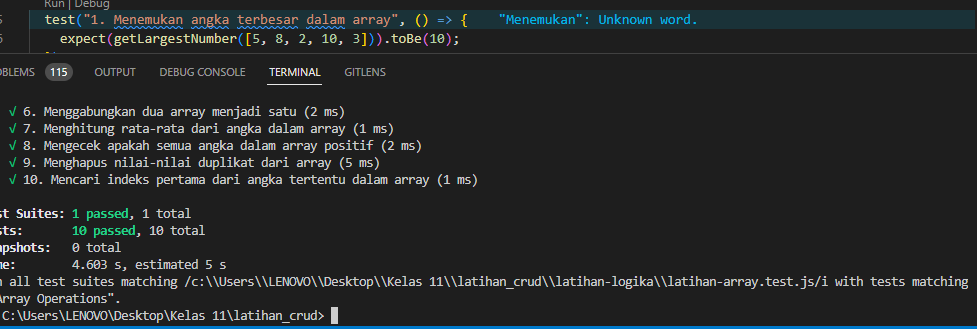 Run | Debug
test("1. Menemukan angka terbesar dalam array", () => { "Menemukan": Unknown word.
expect(getLargestNumber([5, 8, 2, 10, 3])).toBe(10);
OBLEMS 115 OUTPUT DEBUG CONSOLE TERMINAL GITLENS
√ 6. Menggabungkan dua array menjadi satu (2 ms)
√ 7. Menghitung rata-rata dari angka dalam array (1 ms)
√ 8. Mengecek apakah semua angka dalam array positif (2 ms)
√ 9. Menghapus nilai-nilai duplikat dari array (5 ms)
√ 10. Mencari indeks pertama dari angka tertentu dalam array (1 ms)
st Suites: 1 passed, 1 total
sts: 10 passed, 10 total
apshots: 0 total
me: 4.603 s, estimated 5 s
n all test suites matching /c:\\Users\\LENOVO\\Desktop\\Kelas 11\\latihan_crud\\latihan-logika\\latihan-array.test.js/i with tests matching
Array Operations".
C:\Users\LENOVO\Desktop\Kelas 11\latihan_crud>